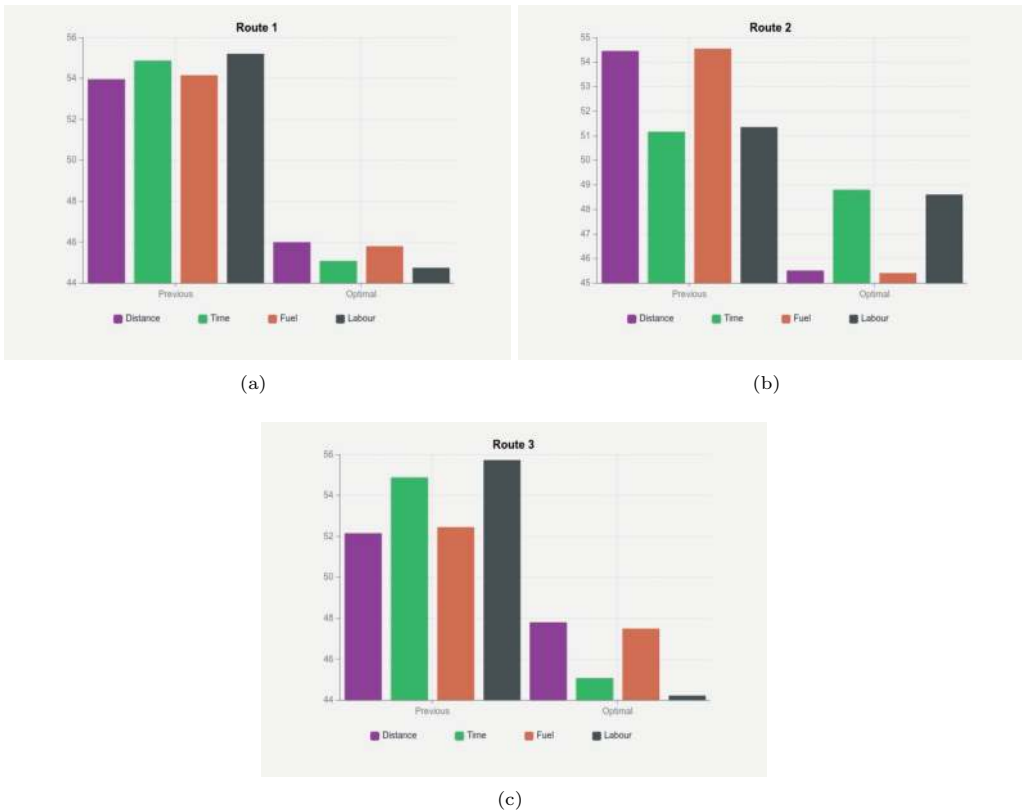 Route 1
56
54
52
50
48
46
44
Previous Optimal
Distance Time Fuel Labour
(a)
Route 2
55
54
53
52
51
50
49
48
47
46
45
Previous Optimal
Distance Time Fuel Labour
(b)
Route 3
56
54
52
50
48
46
44
Previous Optimal
Distance Time Fuel Labour
(c)